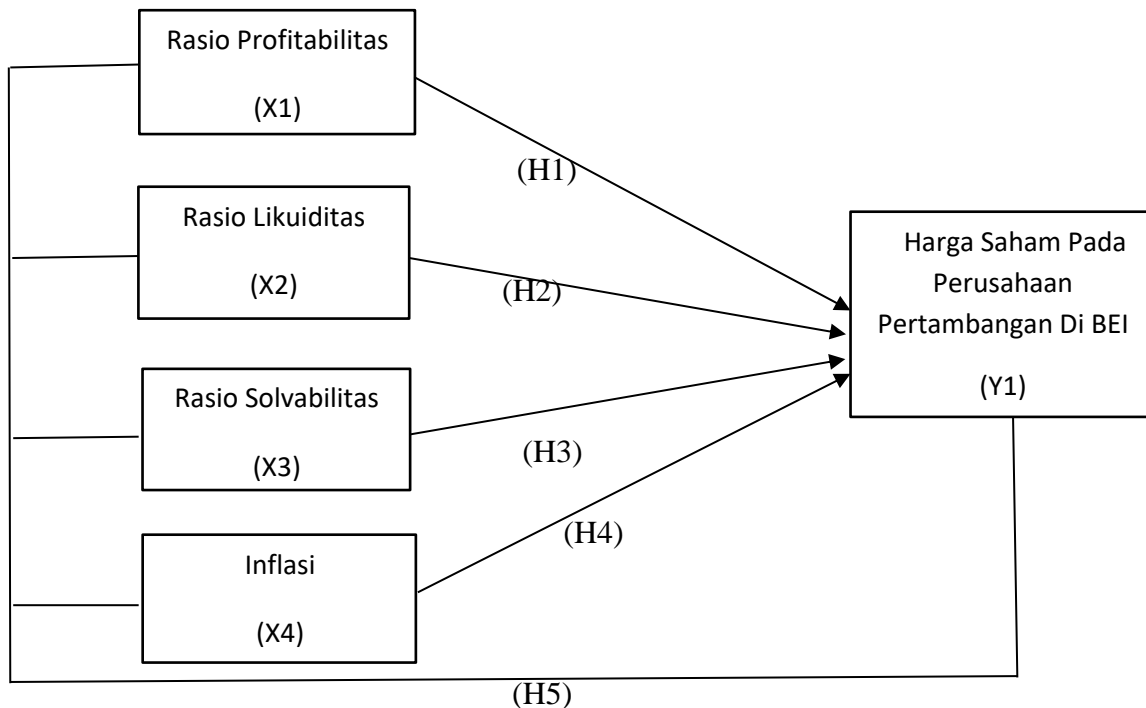 Rasio Profitabilitas
(X1)
(H1)
Rasio Likuiditas
(X2)
(H2)
Harga Saham Pada
Perusahaan
Pertambangan Di BEI
(Y1)
Rasio Solvabilitas
(X3)
(H3)
Inflasi
(X4)
(H4)
(H5)